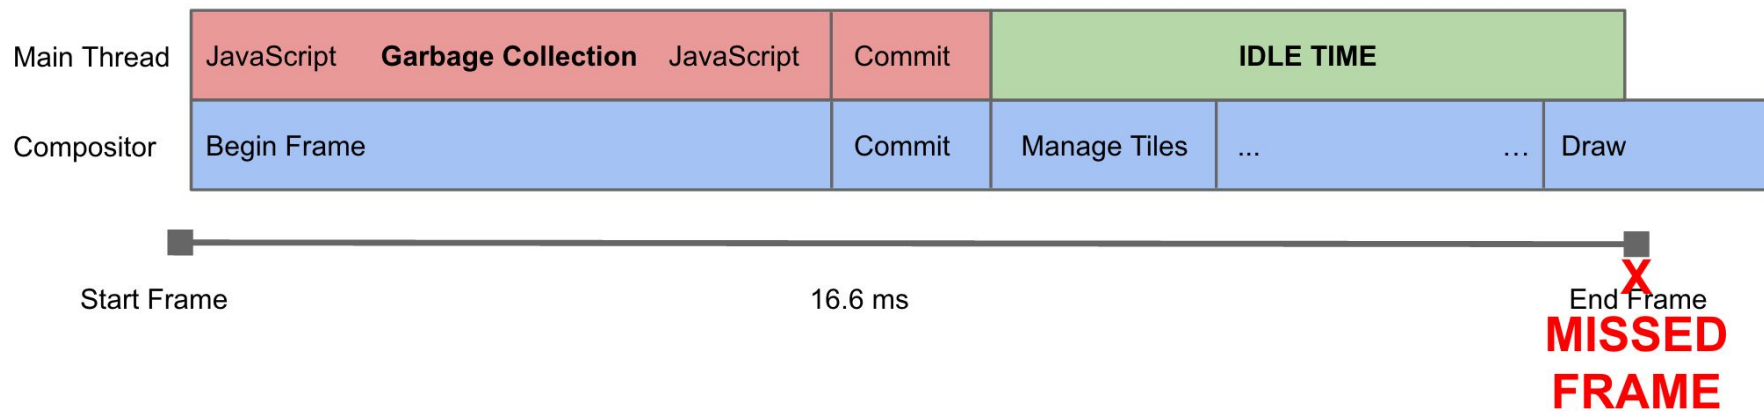 Main Thread JavaScript Garbage Collection JavaScript Commit IDLE TIME
Compositor Begin Frame Commit Manage Tiles ... … Draw
Start Frame 16.6 ms End Frame
X
MISSED
FRAME